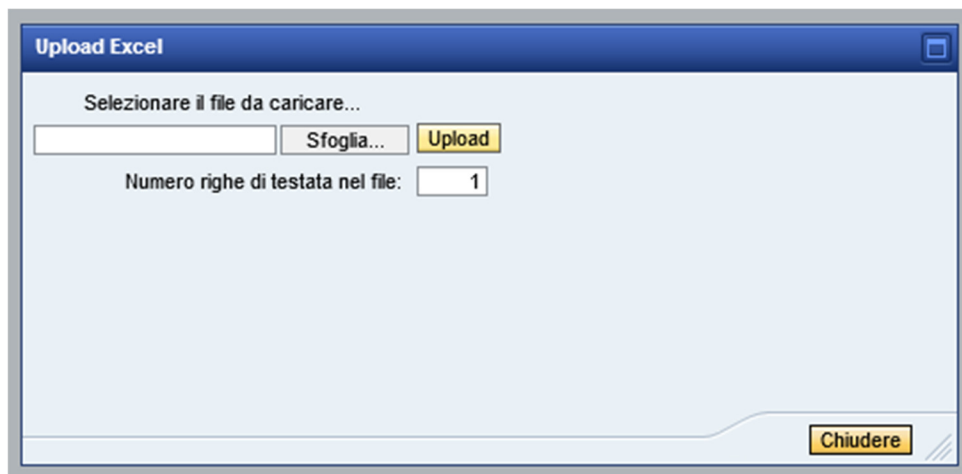 Upload Excel
Selezionare il file da caricare...
Sfoglia... Upload
Numero righe di testata nel file: 1
Chiudere